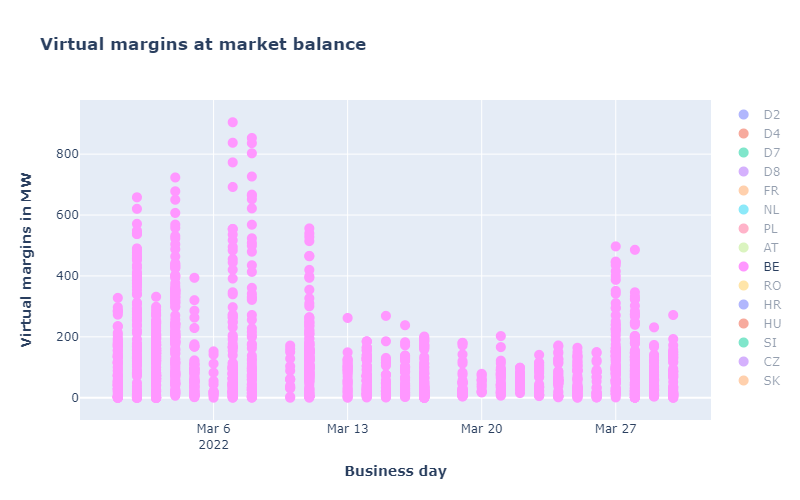 Virtual margins at market balance
Virtual margins in MW
800
600
400
200
0
Mar 6
2022
Mar 13
Mar 20
Mar 27
Business day
D2
D4
D7
D8
FR
NL
PL
AT
BE
RO
HR
HU
SI
CZ
SK